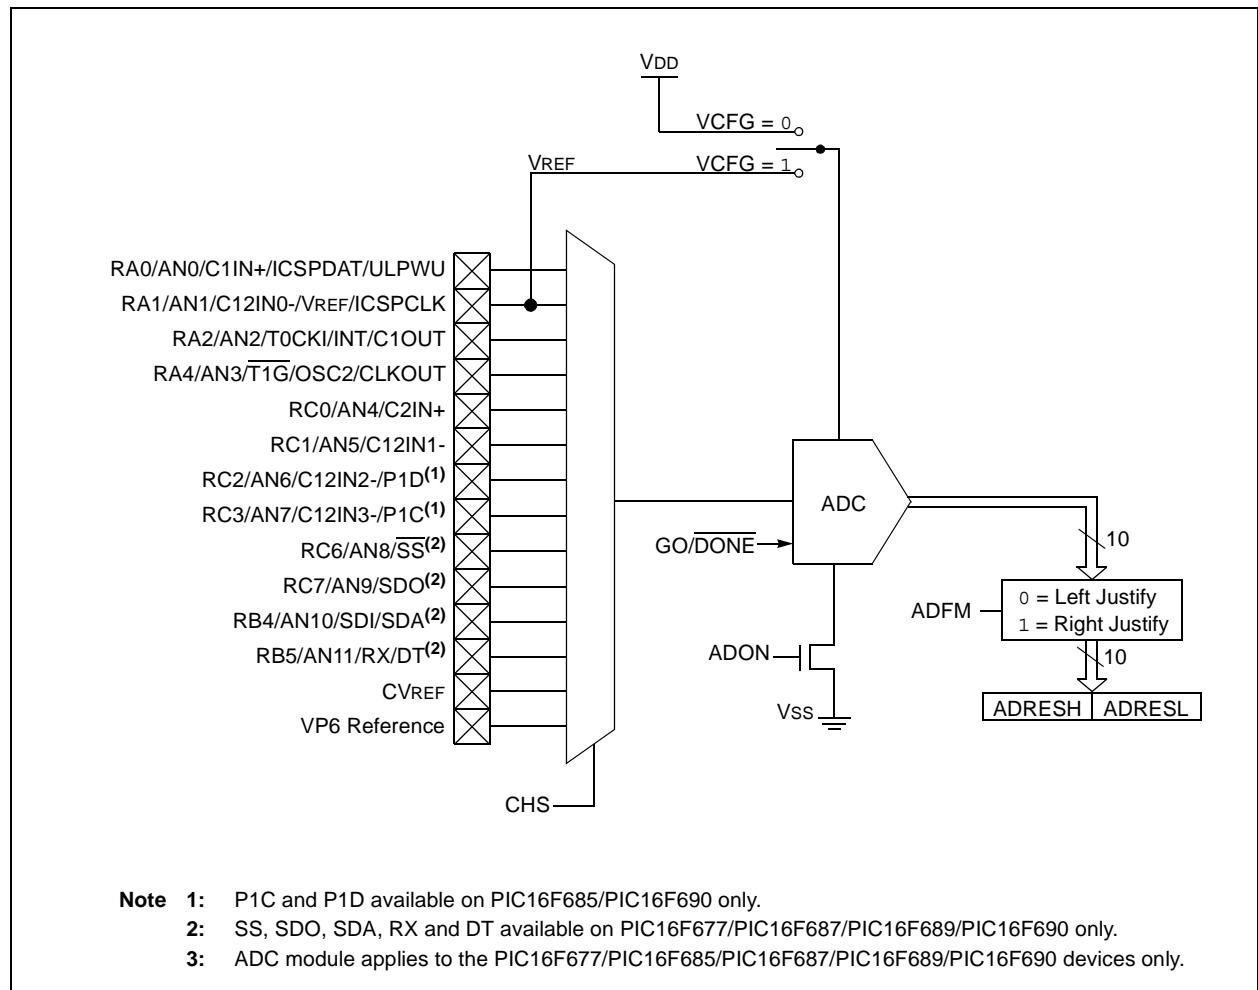 VDD
VCFG = 0
VREF
VCFG = 1
RA0/AN0/C1IN+/ICSPDAT/ULPWU
RA1/AN1/C12IN0-/VREF/ICSPCLK
RA2/AN2/T0CKI/INT/C1OUT
RA4/AN3/T1G/OSC2/CLKOUT
RC0/AN4/C2IN+
RC1/AN5/C12IN1-
RC2/AN6/C12IN2-/P1D(1)
RC3/AN7/C12IN3-/P1C(1)
RC6/AN8/SS(2)
RC7/AN9/SDO(2)
RB4/AN10/SDI/SDA(2)
RB5/AN11/RX/DT(2)
CVREF
VP6 Reference
CHS
ADC
GO/DONE
ADON
VSS
10
ADFM
0 = Left Justify
1 = Right Justify
10
ADRESH ADRESL
Note 1: P1C and P1D available on PIC16F685/PIC16F690 only.
2: SS, SDO, SDA, RX and DT available on PIC16F677/PIC16F687/PIC16F689/PIC16F690 only.
3: ADC module applies to the PIC16F677/PIC16F685/PIC16F687/PIC16F689/PIC16F690 devices only.